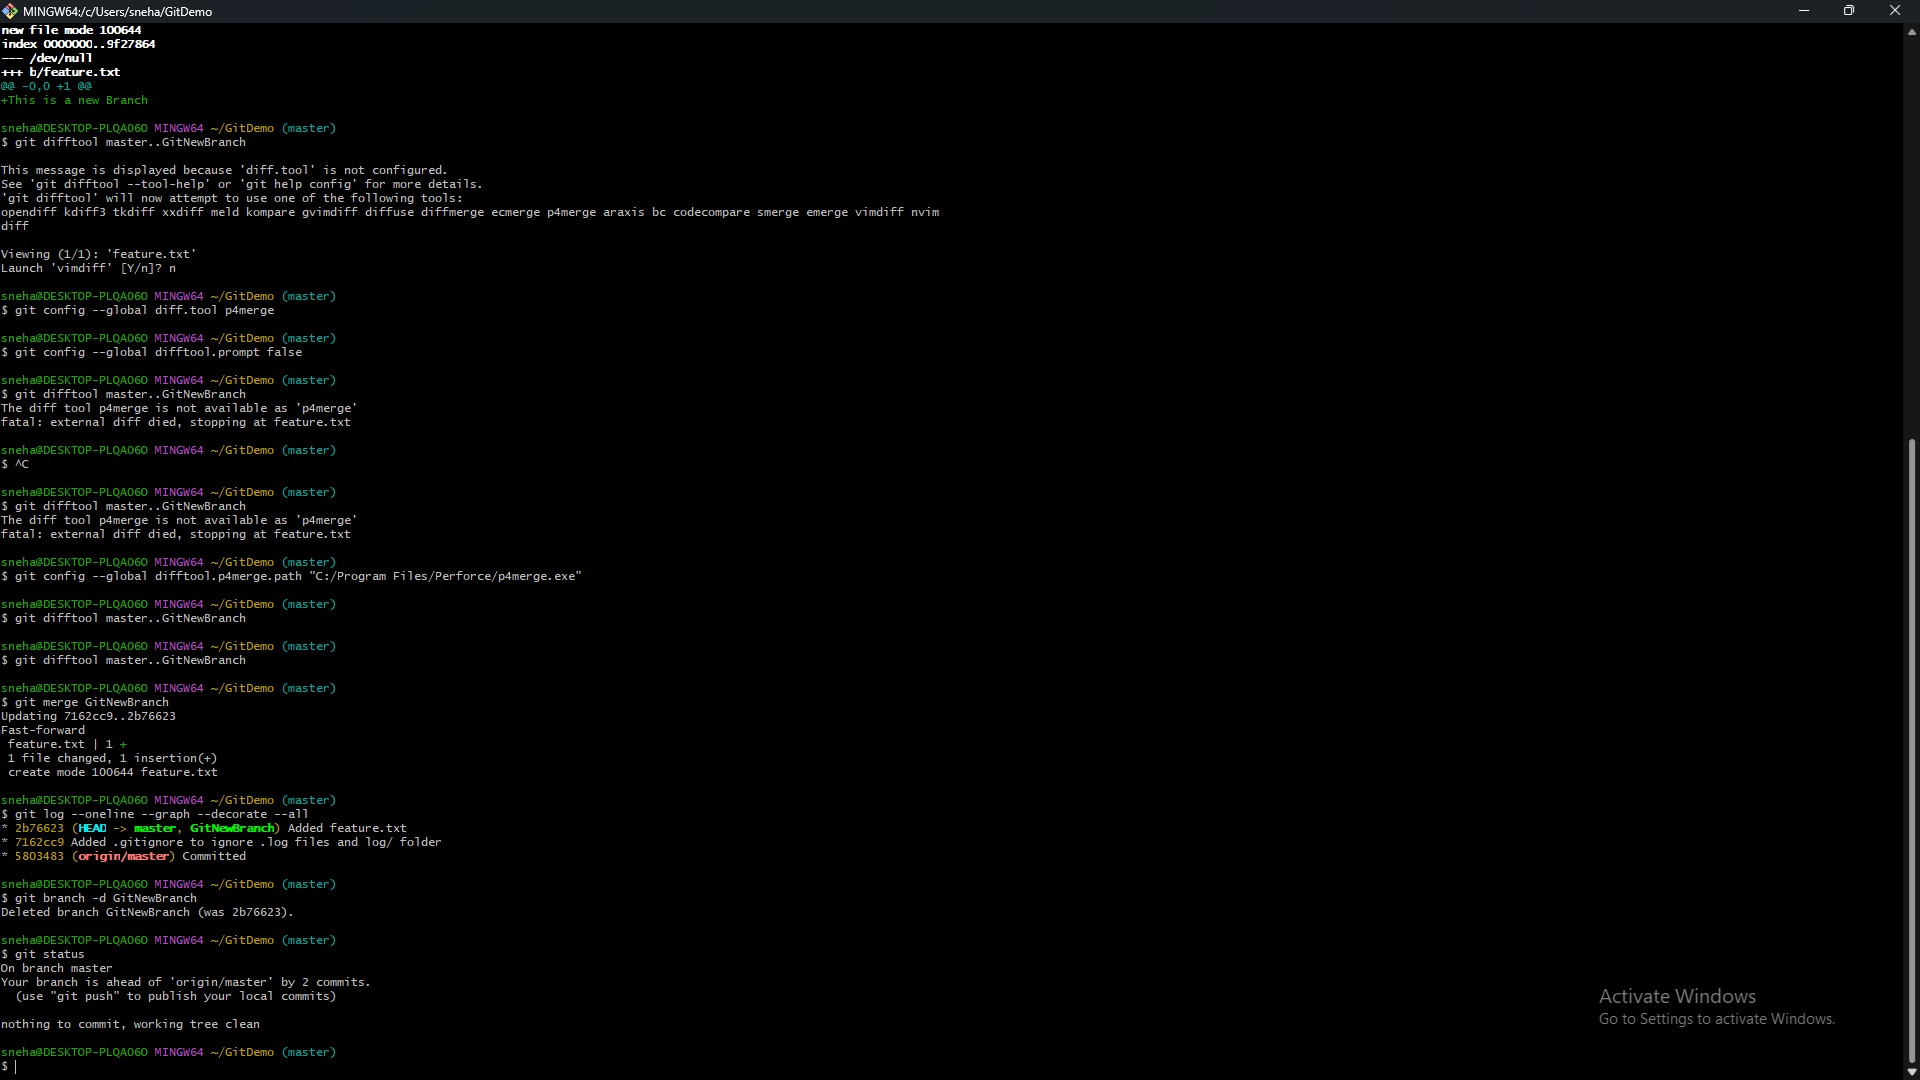 MINGW64:/c/Users/sneha/GitDemo
new file mode 100644
index 0000000..9f27864
--- /dev/null
+++ b/feature.txt
@@ -0,0 +1 @@
+This is a new Branch
sneha@DESKTOP-PLQAO6O MINGW64 ~/GitDemo (master)
$ git difftool master..GitNewBranch
This message is displayed because 'diff.tool' is not configured.
See 'git difftool --tool-help' or 'git help config' for more details.
'git difftool' will now attempt to use one of the following tools:
opendiff kdiff3 tkdiff xxdiff meld kompare gvimdiff diffuse diffmerge ecmerge p4merge araxis bc codecompare smerge emerge vimdiff nvim
diff
Viewing (1/1): 'feature.txt'
Launch 'vimdiff' [Y/n]? n
sneha@DESKTOP-PLQAO6O MINGW64 ~/GitDemo (master)
$ git config --global diff.tool p4merge
sneha@DESKTOP-PLQAO6O MINGW64 ~/GitDemo (master)
$ git config --global difftool.prompt false
sneha@DESKTOP-PLQAO6O MINGW64 ~/GitDemo (master)
$ git difftool master..GitNewBranch
The diff tool p4merge is not available as 'p4merge'
fatal: external diff died, stopping at feature.txt
sneha@DESKTOP-PLQAO6O MINGW64 ~/GitDemo (master)
$ ^C
sneha@DESKTOP-PLQAO6O MINGW64 ~/GitDemo (master)
$ git difftool master..GitNewBranch
The diff tool p4merge is not available as 'p4merge'
fatal: external diff died, stopping at feature.txt
sneha@DESKTOP-PLQAO6O MINGW64 ~/GitDemo (master)
$ git config --global difftool.p4merge.path "C:/Program Files/Perforce/p4merge.exe"
sneha@DESKTOP-PLQAO6O MINGW64 ~/GitDemo (master)
$ git difftool master..GitNewBranch
sneha@DESKTOP-PLQAO6O MINGW64 ~/GitDemo (master)
$ git difftool master..GitNewBranch
sneha@DESKTOP-PLQAO6O MINGW64 ~/GitDemo (master)
$ git merge GitNewBranch
Updating 7162cc9..2b76623
Fast-forward
feature.txt | 1 +
1 file changed, 1 insertion(+)
create mode 100644 feature.txt
sneha@DESKTOP-PLQAO6O MINGW64 ~/GitDemo (master)
$ git log --oneline --graph --decorate --all
* 2b76623 (HEAD -> master, GitNewBranch) Added feature.txt
* 7162cc9 Added .gitignore to ignore .log files and log/ folder
* 5803483 (origin/master) Committed
sneha@DESKTOP-PLQAO6O MINGW64 ~/GitDemo (master)
$ git branch -d GitNewBranch
Deleted branch GitNewBranch (was 2b76623).
sneha@DESKTOP-PLQAO6O MINGW64 ~/GitDemo (master)
$ git status
On branch master
Your branch is ahead of 'origin/master' by 2 commits.
(use "git push" to publish your local commits)
nothing to commit, working tree clean
sneha@DESKTOP-PLQAO6O MINGW64 ~/GitDemo (master)
$
Activate Windows
Go to Settings to activate Windows.